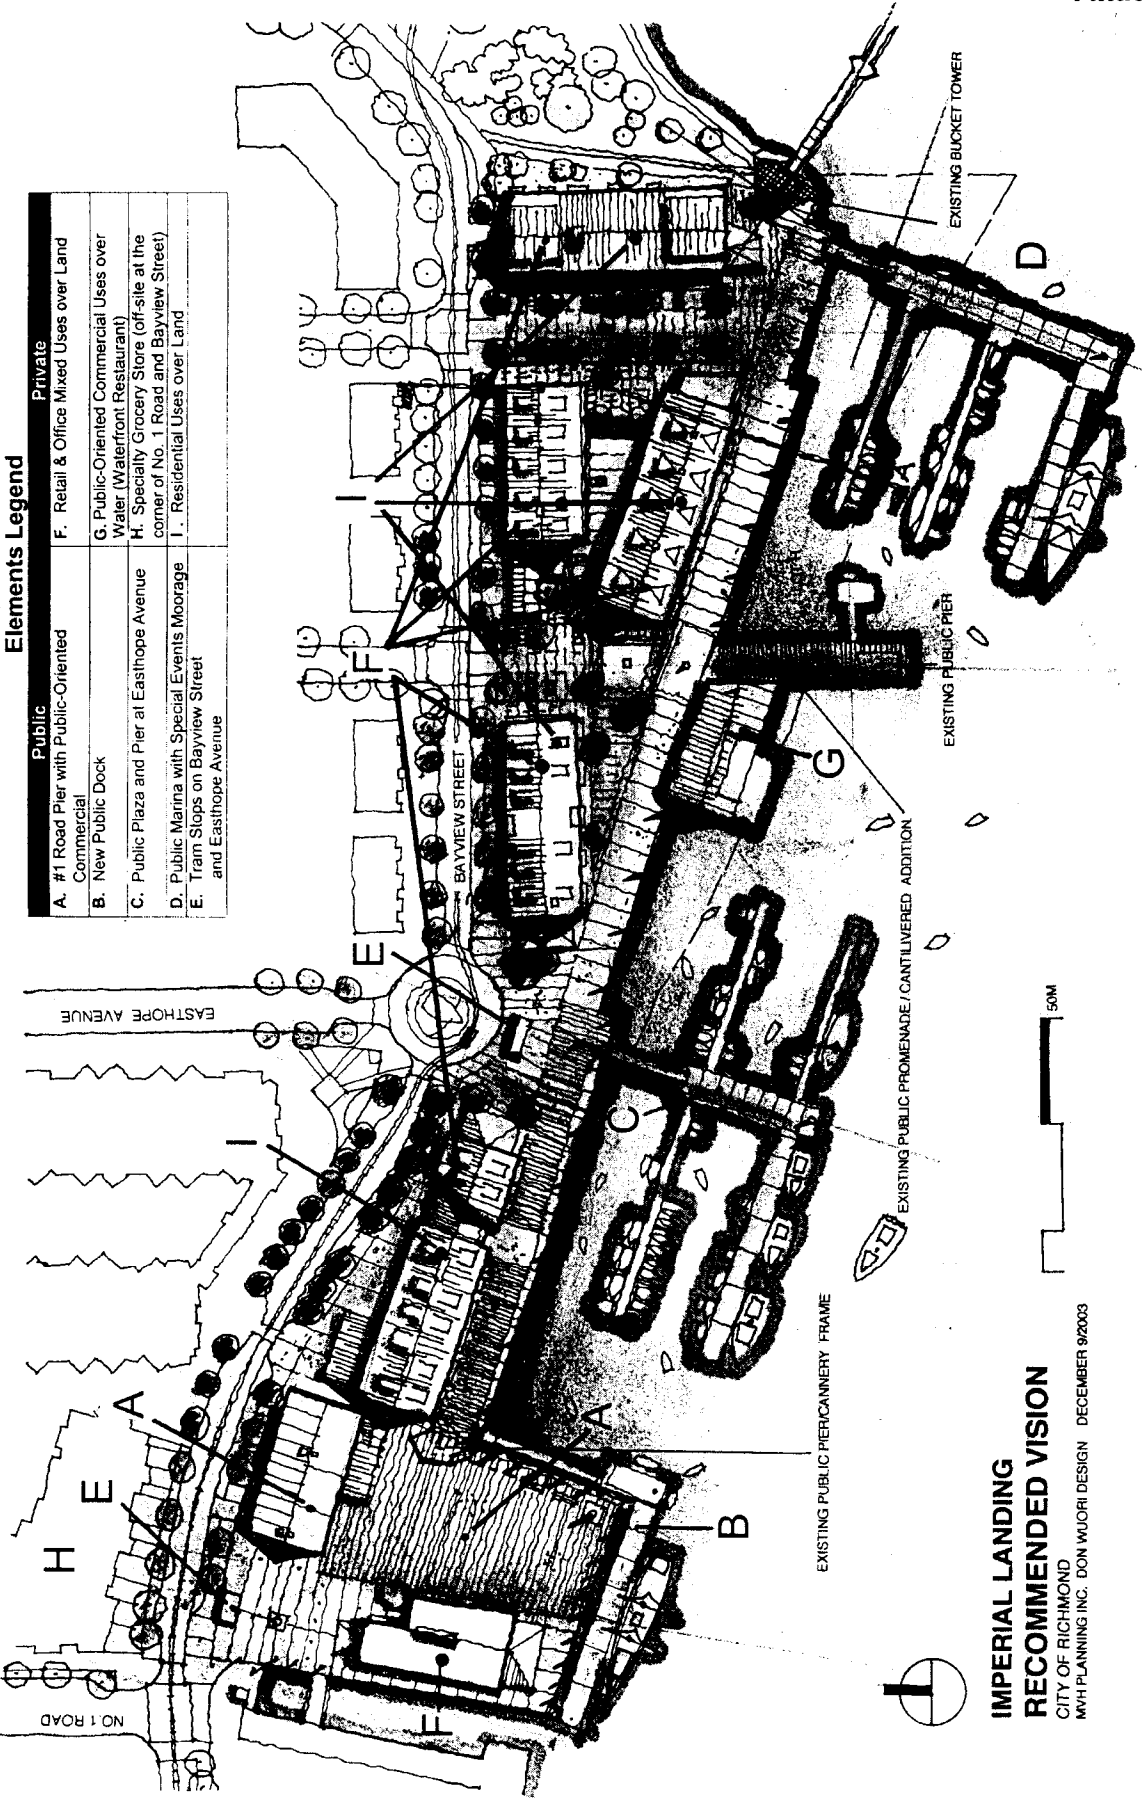 Elements Legend
Public
Private
A. #1 Road Pier with Public-Oriented
Commercial
B. New Public Dock
C. Public Plaza and Pier at Easthope Avenue
D. Public Marina with Special Events Moorage
E. Tram Stops on Bayview Street
and Easthope Avenue
F. Retail & Office Mixed Uses over Land
G. Public-Oriented Commercial Uses over
Water (Waterfront Restaurant)
H. Specialty Grocery Store (off-site at the
corner of No. 1 Road and Bayview Street)
I. Residential Uses over Land
NO.1 ROAD
EASTHOPE AVENUE
BAYVIEW STREET
H
E
A
I
E
F
I
F
A
B
C
G
D
A
EXISTING PUBLIC PIER/CANNERY FRAME
EXISTING PUBLIC PROMENADE / CANTILIVERED ADDITION
EXISTING PUBLIC PIER
EXISTING BUCKET TOWER
50M
IMPERIAL LANDING
RECOMMENDED VISION
CITY OF RICHMOND
MVH PLANNING INC. DON WUORI DESIGN DECEMBER 9/2003